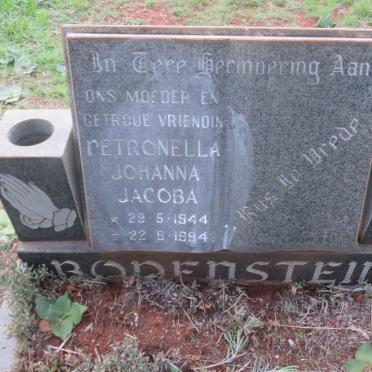 In Tere Herinnering Aan
ONS MOEDER EN
GETROUE VRIENDIN
PETRONELLA
JOHANNA
JACOBA
* 29-5-1944
- 22-9-1994
Rus In Vrede
BODENSTEIN